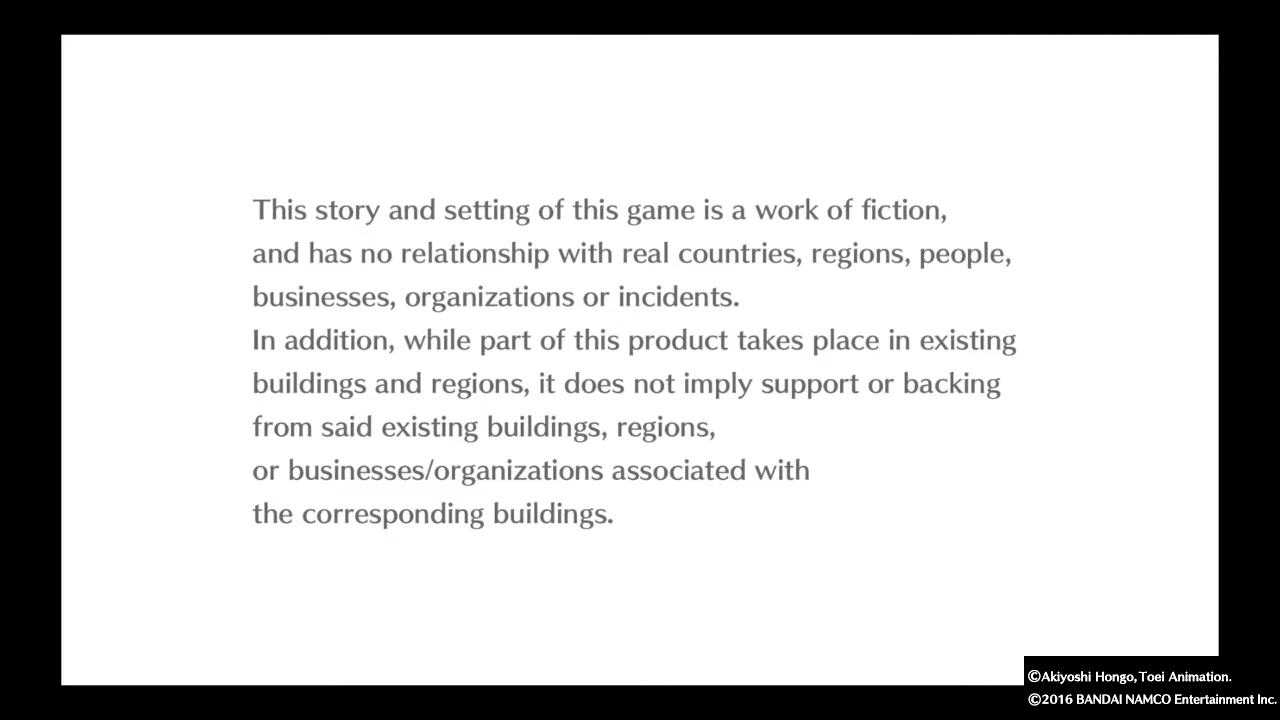 This story and setting of this game is a work of fiction,
and has no relationship with real countries, regions, people,
businesses, organizations or incidents.
In addition, while part of this product takes place in existing
buildings and regions, it does not imply support or backing
from said existing buildings, regions,
or businesses/organizations associated with
the corresponding buildings.
©Akiyoshi Hongo, Toei Animation.
©2016 BANDAI NAMCO Entertainment Inc.